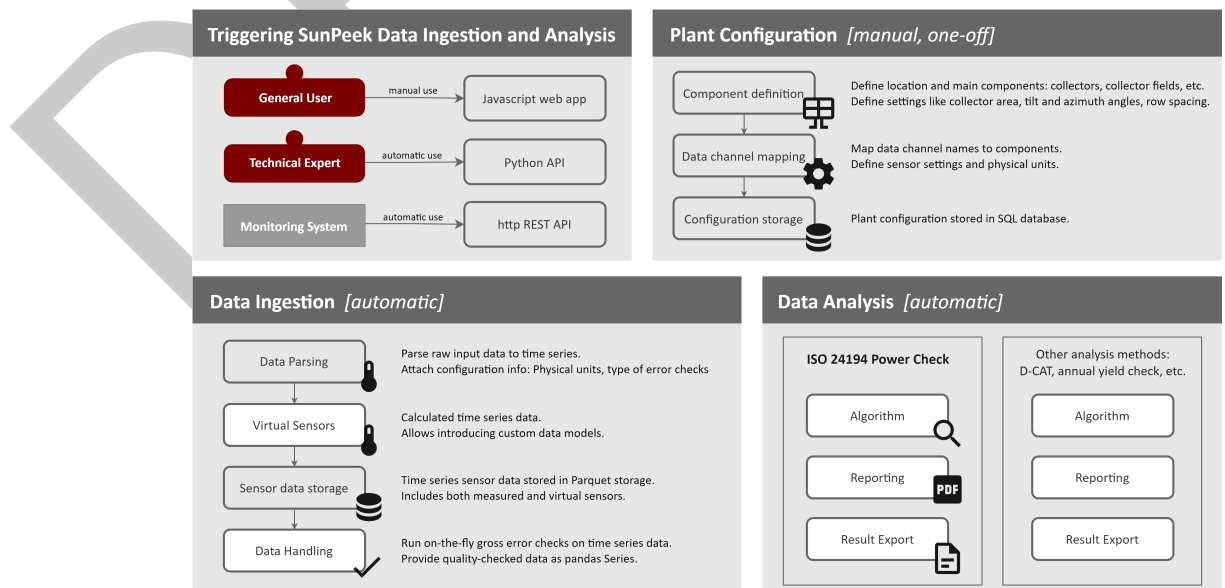 Triggering SunPeek Data Ingestion and Analysis
General User
manual use
Javascript web app
Technical Expert
automatic use
Python API
Monitoring System
automatic use
http REST API
Plant Configuration [manual, one-off]
Component definition
Define location and main components: collectors, collector fields, etc.
Define settings like collector area, tilt and azimuth angles, row spacing.
Data channel mapping
Map data channel names to components.
Define sensor settings and physical units.
Configuration storage
Plant configuration stored in SQL database.
Data Ingestion [automatic]
Data Parsing
Parse raw input data to time series.
Attach configuration info: Physical units, type of error checks
Virtual Sensors
Calculated time series data.
Allows introducing custom data models.
Sensor data storage
Time series sensor data stored in Parquet storage.
Includes both measured and virtual sensors.
Data Handling
Run on-the-fly gross error checks on time series data.
Provide quality-checked data as pandas Series.
Data Analysis [automatic]
ISO 24194 Power Check
Algorithm
Reporting
PDF
Result Export
Other analysis methods:
D-CAT, annual yield check, etc.
Algorithm
Reporting
Result Export